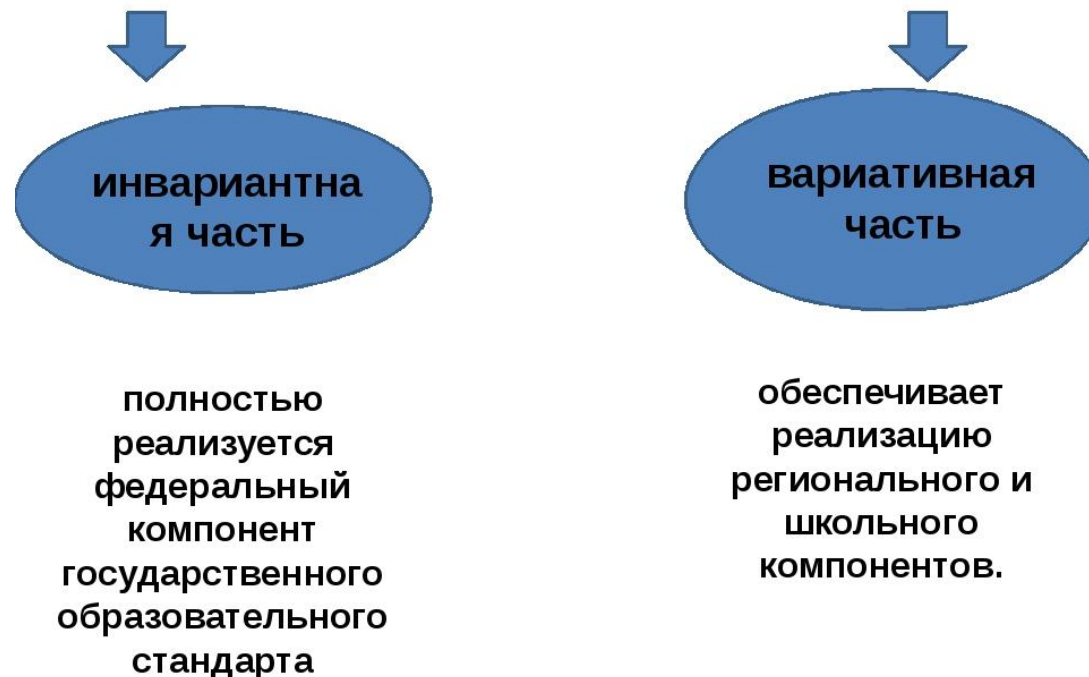 инвариантна
я часть
полностью
реализуется
федеральный
компонент
государственного
образовательного
стандарта
вариативная
часть
обеспечивает
реализацию
регионального и
школьного
компонентов.